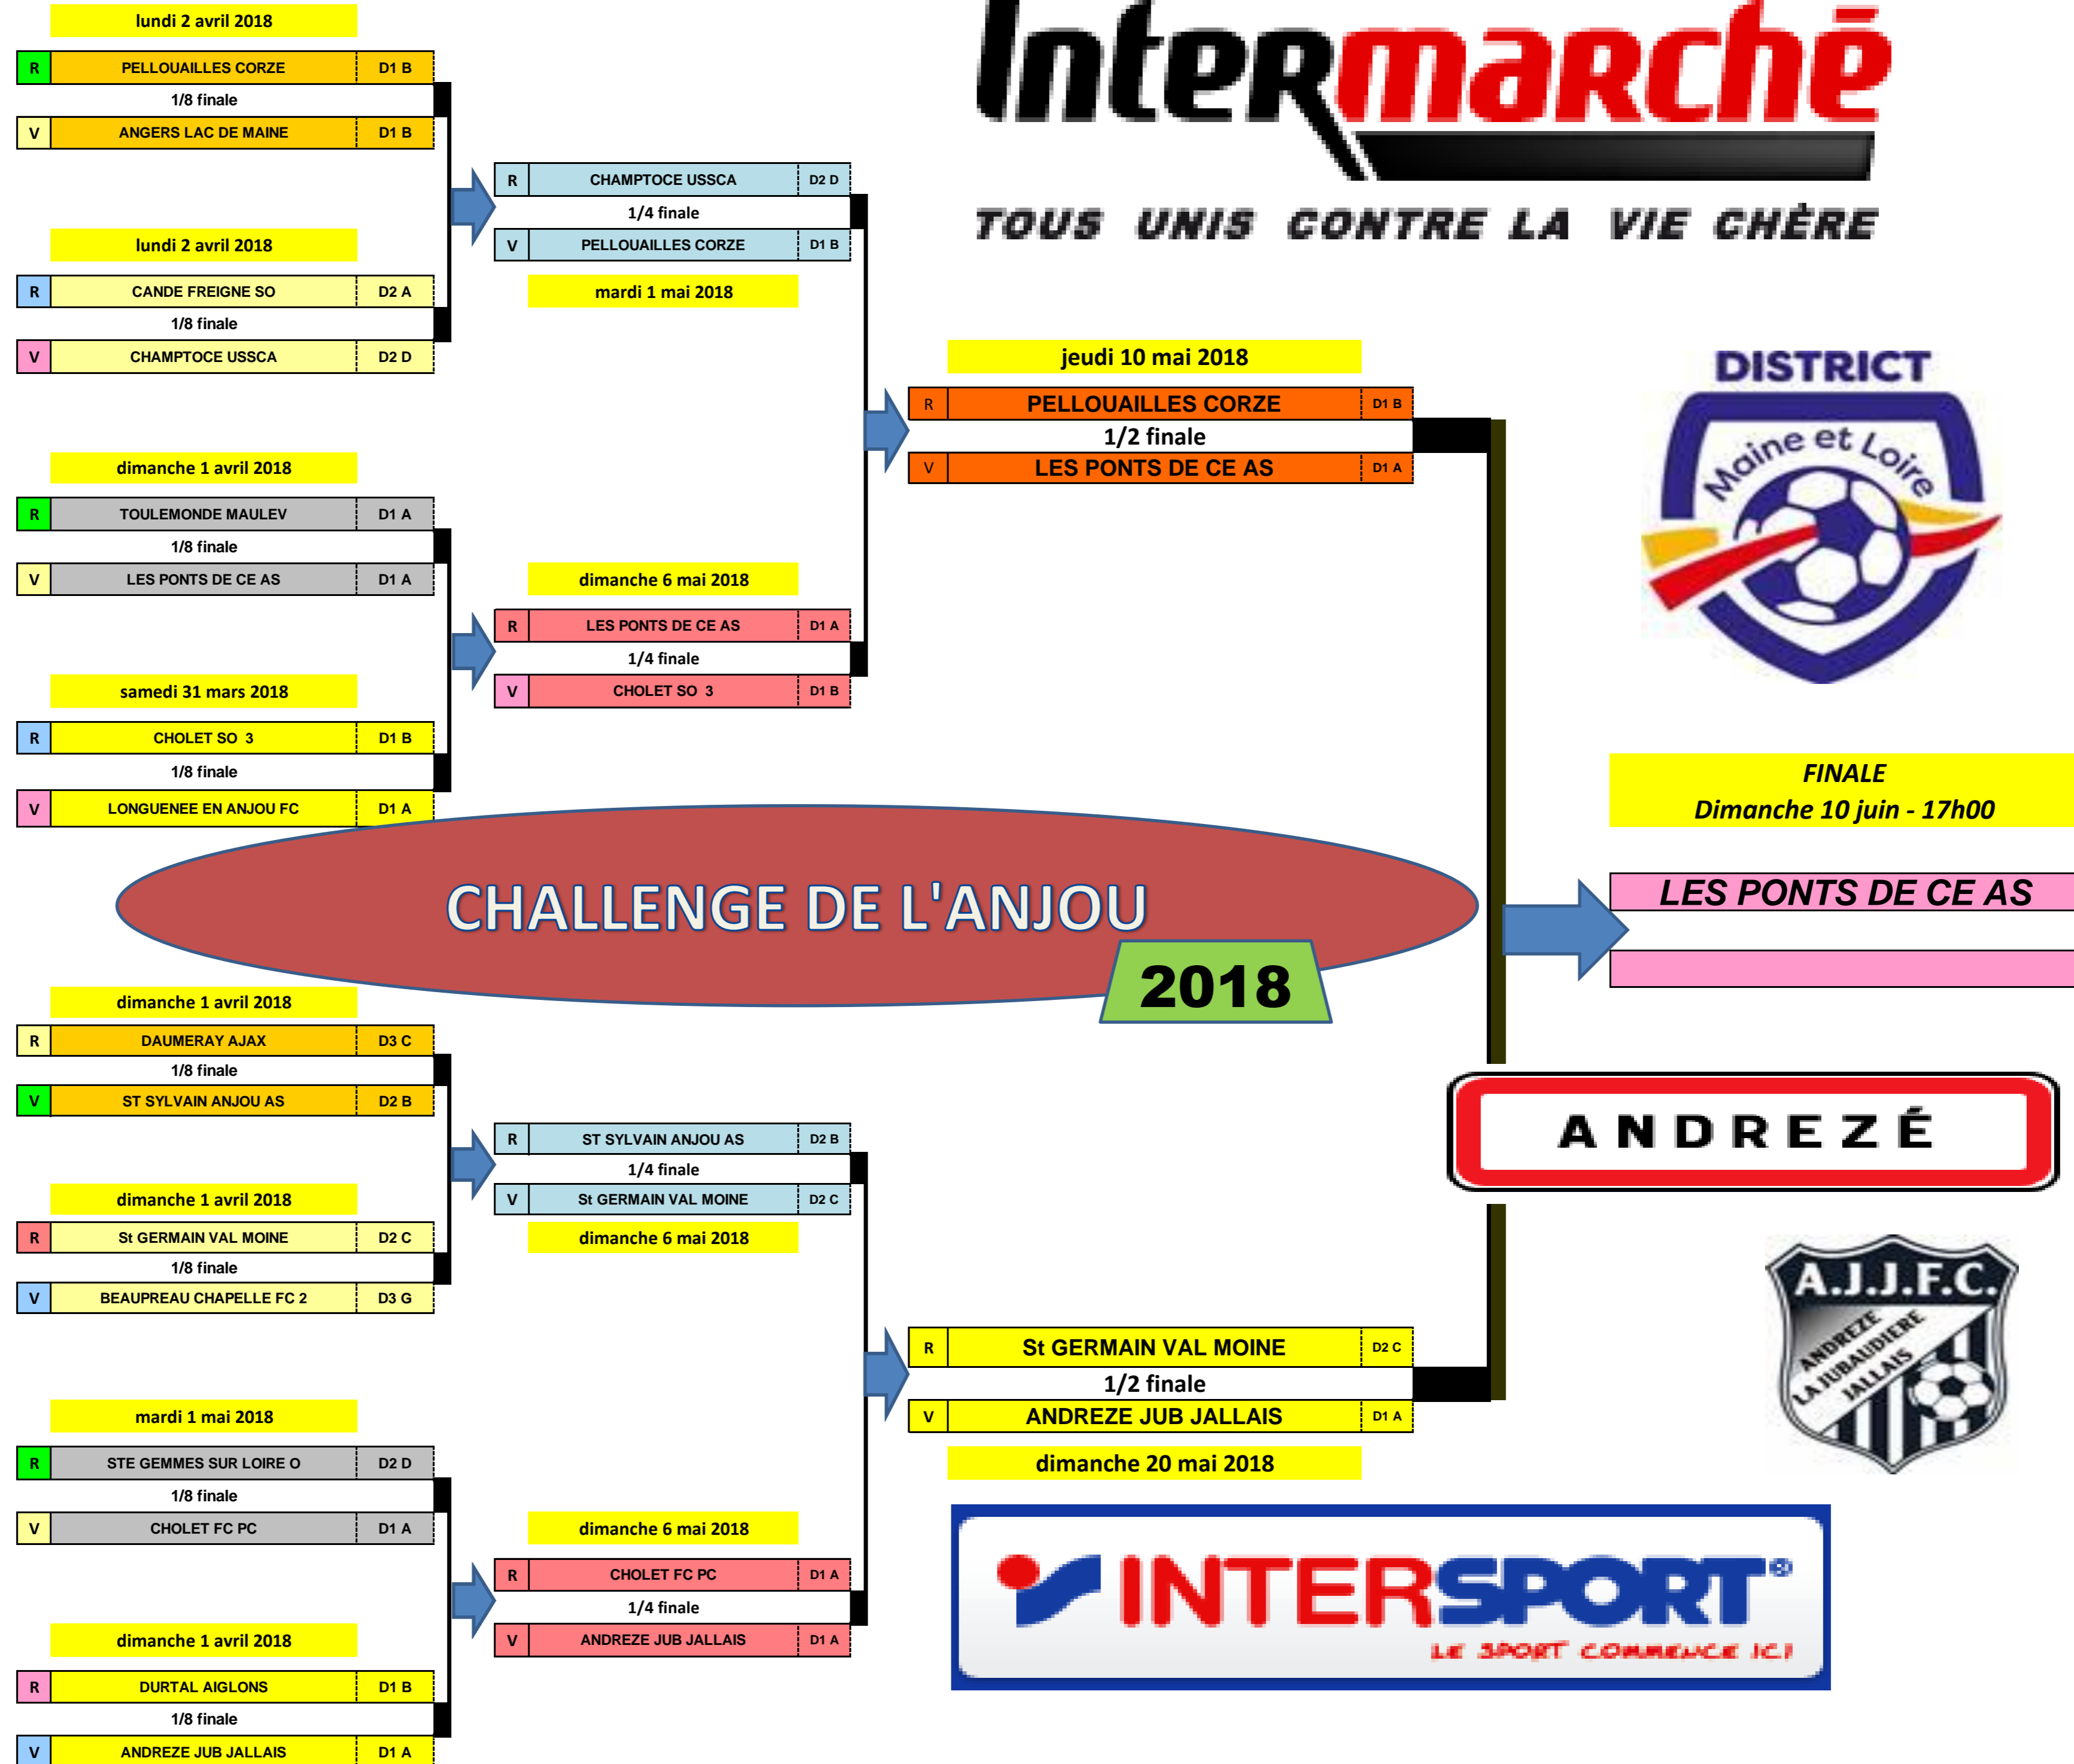 lundi 2 avril 2018
R PELLOUAILLES CORZE D1 B
1/8 finale
V ANGERS LAC DE MAINE D1 B
lundi 2 avril 2018
R CANDE FREIGNE SO D2 A
1/8 finale
V CHAMPTOCE USSCA D2 D
dimanche 1 avril 2018
R TOULEMONDE MAULEV D1 A
1/8 finale
V LES PONTS DE CE AS D1 A
samedi 31 mars 2018
R CHOLET SO 3 D1 B
1/8 finale
V LONGUENEE EN ANJOU FC D1 A
R CHAMPTOCE USSCA D2 D
1/4 finale
V PELLOUAILLES CORZE D1 B
mardi 1 mai 2018
dimanche 6 mai 2018
R LES PONTS DE CE AS D1 A
1/4 finale
V CHOLET SO 3 D1 B
Intermarché
TOUS UNIS CONTRE LA VIE CHÈRE
jeudi 10 mai 2018
R PELLOUAILLES CORZE D1 B
1/2 finale
V LES PONTS DE CE AS D1 A
DISTRICT
Maine et Loire
FINALE
Dimanche 10 juin - 17h00
LES PONTS DE CE AS
CHALLENGE DE L'ANJOU
2018
dimanche 1 avril 2018
R DAUMERAY AJAX D3 C
1/8 finale
V ST SYLVAIN ANJOU AS D2 B
dimanche 1 avril 2018
R St GERMAIN VAL MOINE D2 C
1/8 finale
V BEAUPREAU CHAPELLE FC 2 D3 G
mardi 1 mai 2018
R STE GEMMES SUR LOIRE O D2 D
1/8 finale
V CHOLET FC PC D1 A
dimanche 1 avril 2018
R DURTAL AIGLONS D1 B
1/8 finale
V ANDREZE JUB JALLAIS D1 A
R ST SYLVAIN ANJOU AS D2 B
1/4 finale
V St GERMAIN VAL MOINE D2 C
dimanche 6 mai 2018
dimanche 6 mai 2018
R CHOLET FC PC D1 A
1/4 finale
V ANDREZE JUB JALLAIS D1 A
R St GERMAIN VAL MOINE D2 C
1/2 finale
V ANDREZE JUB JALLAIS D1 A
dimanche 20 mai 2018
ANDREZÉ
A.J.J.F.C.
ANDREZE
LA JUBAUDIERE
JALLAIS
INTERSPORT®
LE SPORT COMMENCE ICI